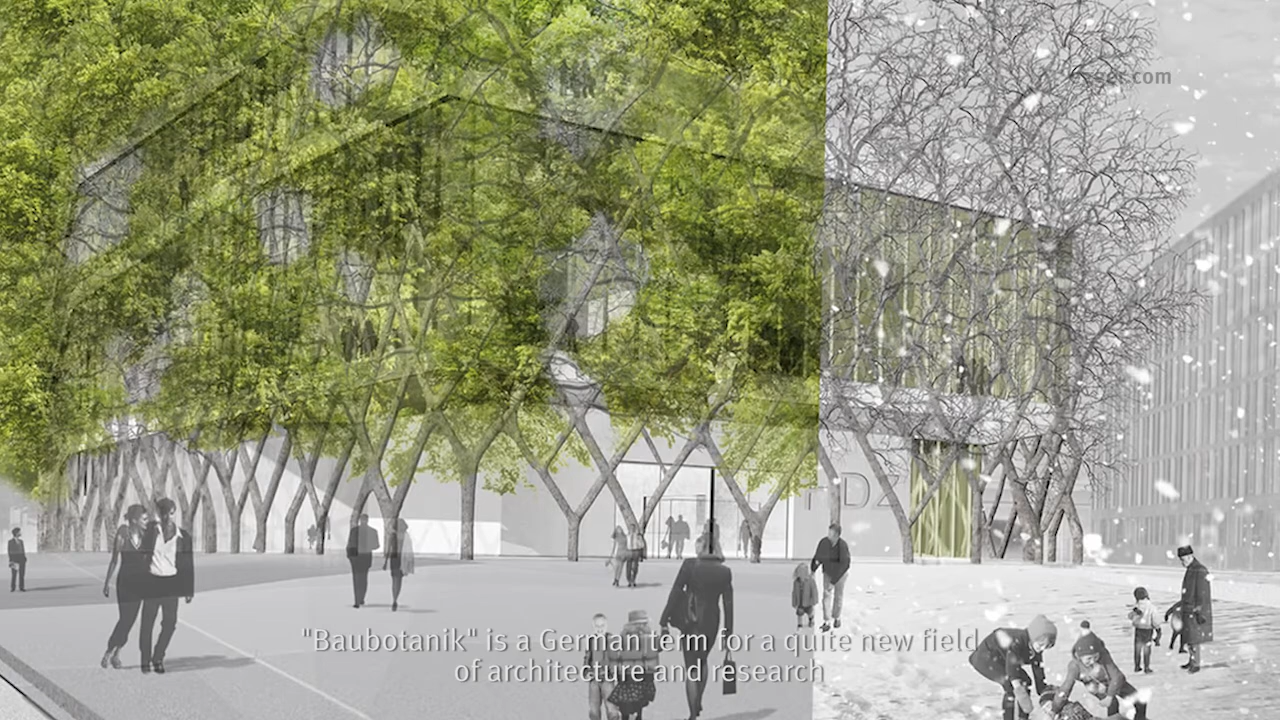 "Baubotanik" is a German term for a quite new field
of architecture and research